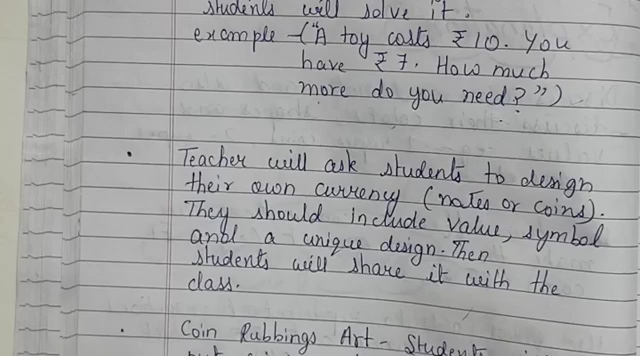 students will solve it.
example - ("A toy costs ₹10. You
have ₹7. How much
more do you need?")
• Teacher will ask students to design
their own currency (notes or coins).
They should include value, symbol
and a unique design. Then
students will share it with the
class.
• Coin Rubbings Art - Students